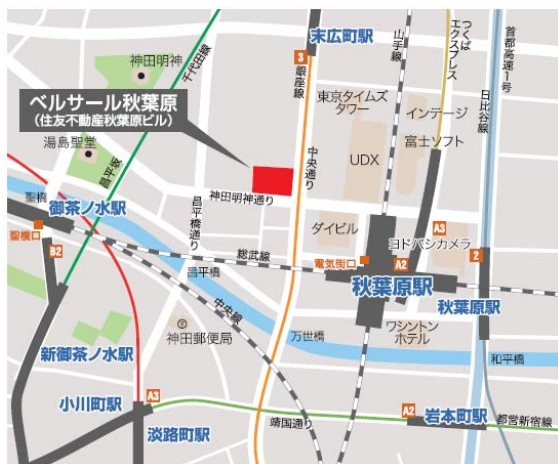 末広町駅
つくば
エクスプレス
首都高速1号
山手線
神田明神
千代田線
3
銀座線
東京タイムズ
タワー
インテージ
日比谷線
ベルサール秋葉原
(住友不動産秋葉原ビル)
富士ソフト
湯島聖堂
中央通り
UDX
昌平坂
聖橋
神田明神通り
御茶ノ水駅
昌平橋通り
ダイビル
A3
ヨドバシカメラ
聖橋口
B2
総武線
電気街口
A2
2
昌平橋
秋葉原駅
秋葉原駅
中央線
ワシントン
ホテル
万世橋
神田郵便局
和平橋
新御茶ノ水駅
小川町駅
A3
A2
岩本町駅
淡路町駅
靖国通り
都営新宿線